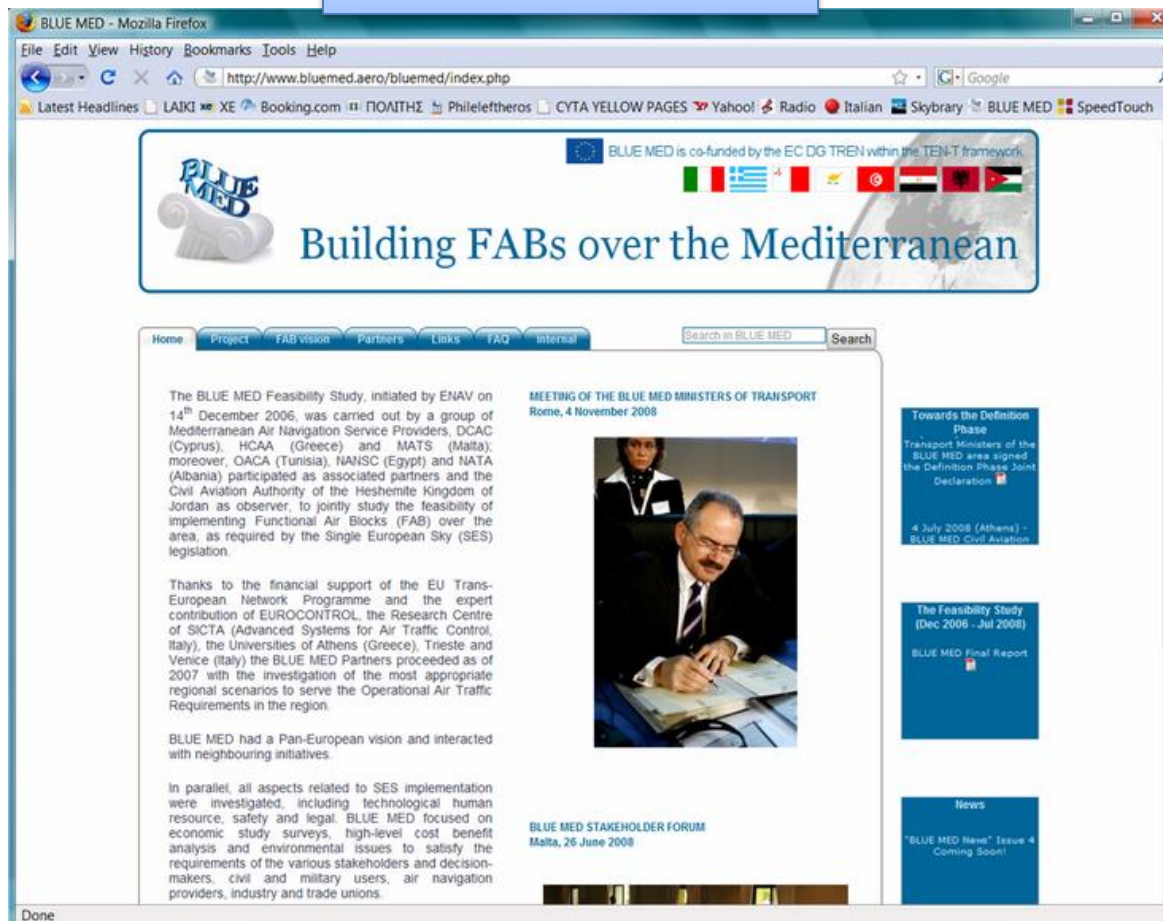 BLUE MED - Mozilla Firefox
File Edit View History Bookmarks Tools Help
http://www.bluemed.aero/bluemed/index.php
Google
Latest Headlines LAIKI XE Booking.com ΠΟΛΙΤΗΣ Phileleftheros CYTA YELLOW PAGES Yahoo! Radio Italian Skybrary BLUE MED SpeedTouch
BLUE MED is co-funded by the EC DG TREN within the TEN-T framework
BLUE
MED
Building FABs over the Mediterranean
Home Project FAB vision Partners Links FAQ Internal
Search in BLUE MED Search
The BLUE MED Feasibility Study, initiated by ENAV on
14th December 2006, was carried out by a group of
Mediterranean Air Navigation Service Providers, DCAC
(Cyprus), HCAA (Greece) and MATS (Malta);
moreover, OACA (Tunisia), NANSC (Egypt) and NATA
(Albania) participated as associated partners and the
Civil Aviation Authority of the Heshemite Kingdom of
Jordan as observer, to jointly study the feasibility of
implementing Functional Air Blocks (FAB) over the
area, as required by the Single European Sky (SES)
legislation.
Thanks to the financial support of the EU Trans-
European Network Programme and the expert
contribution of EUROCONTROL, the Research Centre
of SICTA (Advanced Systems for Air Traffic Control,
Italy), the Universities of Athens (Greece), Trieste and
Venice (Italy) the BLUE MED Partners proceeded as of
2007 with the investigation of the most appropriate
regional scenarios to serve the Operational Air Traffic
Requirements in the region.
BLUE MED had a Pan-European vision and interacted
with neighbouring initiatives.
In parallel, all aspects related to SES implementation
were investigated, including technological human
resource, safety and legal. BLUE MED focused on
economic study surveys, high-level cost benefit
analysis and environmental issues to satisfy the
requirements of the various stakeholders and decision-
makers, civil and military users, air navigation
providers, industry and trade unions.
MEETING OF THE BLUE MED MINISTERS OF TRANSPORT
Rome, 4 November 2008
BLUE MED STAKEHOLDER FORUM
Malta, 26 June 2008
Towards the Definition
Phase
Transport Ministers of the
BLUE MED area signed
the Definition Phase Joint
Declaration
4 July 2008 (Athens) -
BLUE MED Civil Aviation
The Feasibility Study
(Dec 2006 - Jul 2008)
BLUE MED Final Report
News
"BLUE MED News" Issue 4
Coming Soon!
Done